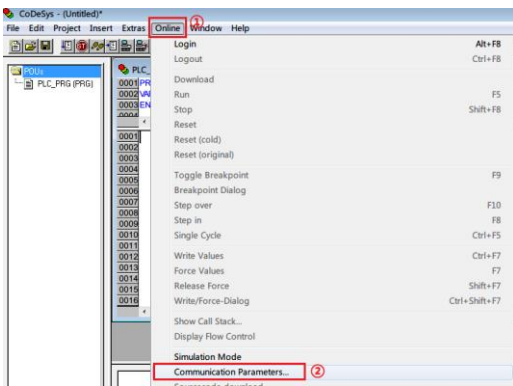 CoDeSys - (Untitled)*
File Edit Project Insert Extras Online Window Help
①
POUs
PLC_PRG (PRG)
PLC_
0001 PR
0002 VAI
0003 EN
0004
0001
0002
0003
0004
0005
0006
0007
0008
0009
0010
0011
0012
0013
0014
0015
0016
Login Alt+F8
Logout Ctrl+F8
Download
Run F5
Stop Shift+F8
Reset
Reset (cold)
Reset (original)
Toggle Breakpoint F9
Breakpoint Dialog
Step over F10
Step in F8
Single Cycle Ctrl+F5
Write Values Ctrl+F7
Force Values F7
Release Force Shift+F7
Write/Force-Dialog Ctrl+Shift+F7
Show Call Stack...
Display Flow Control
Simulation Mode
Communication Parameters... ②
Sourcecode download